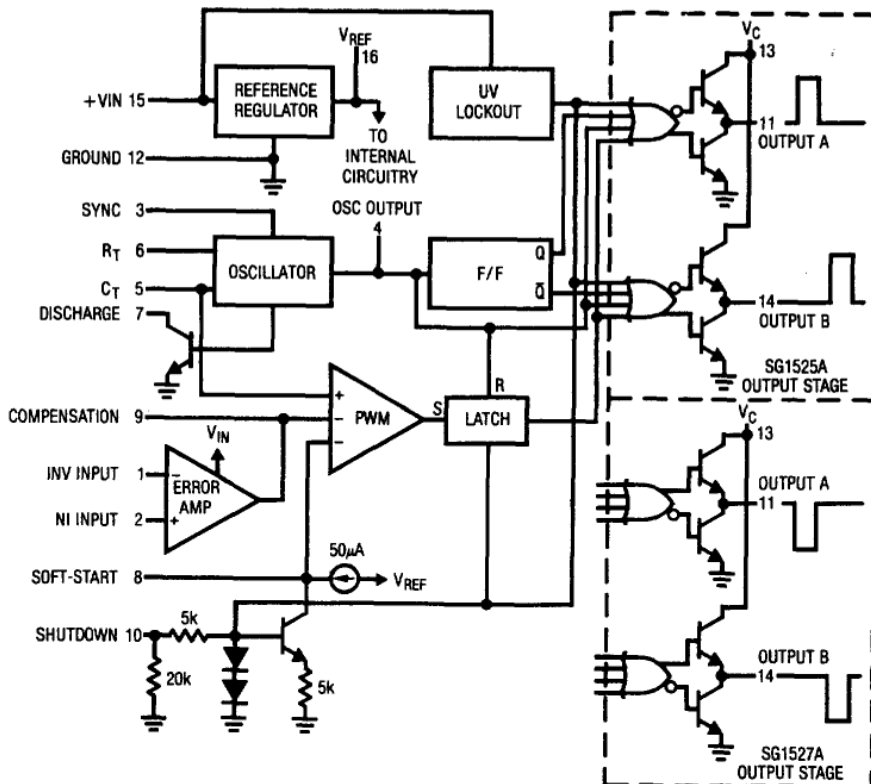 VREF
16
+VIN 15
REFERENCE
REGULATOR
UV
LOCKOUT
TO
INTERNAL
CIRCUITRY
GROUND 12
OSC OUTPUT
4
SYNC 3
RT 6
CT 5
DISCHARGE 7
OSCILLATOR
F/F
Q
Q̅
VC
13
11
OUTPUT A
14
OUTPUT B
SG1525A
OUTPUT STAGE
COMPENSATION 9
+
−
−
PWM
S
R
LATCH
VIN
INV INPUT 1
−
ERROR
AMP
NI INPUT 2
+
50µA
VREF
SOFT-START 8
SHUTDOWN 10
5k
20k
5k
VC
13
OUTPUT A
11
OUTPUT B
14
SG1527A
OUTPUT STAGE